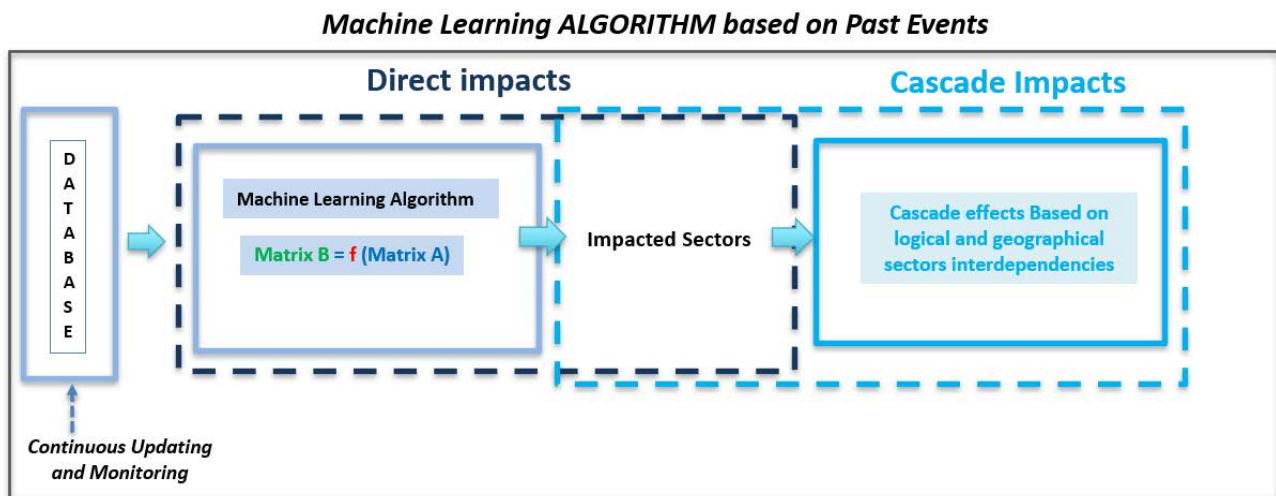 Machine Learning ALGORITHM based on Past Events
Direct impacts
Cascade Impacts
DATABASE
Machine Learning Algorithm
Matrix B = f (Matrix A)
Impacted Sectors
Cascade effects Based on
logical and geographical
sectors interdependencies
Continuous Updating
and Monitoring